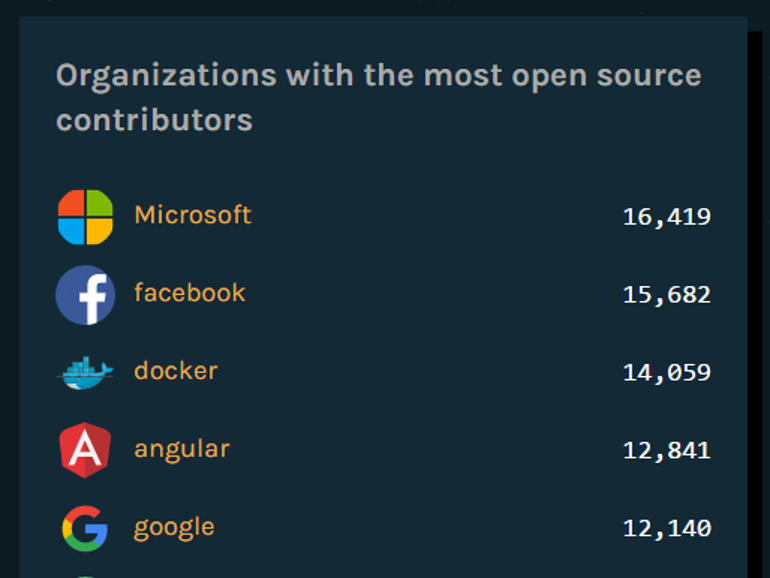 Organizations with the most open source
contributors
Microsoft 16,419
facebook 15,682
docker 14,059
angular 12,841
google 12,140